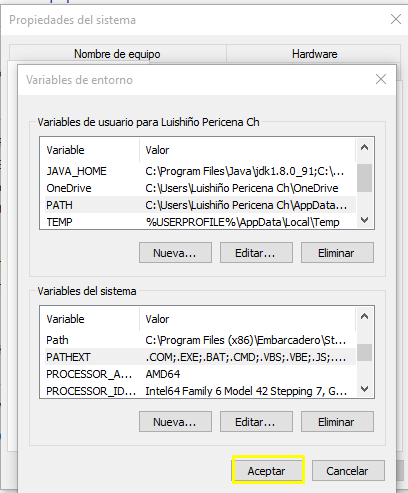 Propiedades del sistema
Nombre de equipo Hardware
Variables de entorno
Variables de usuario para Luishiño Pericena Ch
Variable Valor
JAVA_HOME C:\Program Files\Java\jdk1.8.0_91;C:\...
OneDrive C:\Users\Luishiño Pericena Ch\OneDrive
PATH C:\Users\Luishiño Pericena Ch\AppData...
TEMP %USERPROFILE%\AppData\Local\Temp
Nueva... Editar... Eliminar
Variables del sistema
Variable Valor
Path C:\Program Files (x86)\Embarcadero\St...
PATHEXT .COM;.EXE;.BAT;.CMD;.VBS;.VBE;.JS;....
PROCESSOR_A... AMD64
PROCESSOR_ID... Intel64 Family 6 Model 42 Stepping 7, G...
Nueva... Editar... Eliminar
Aceptar Cancelar